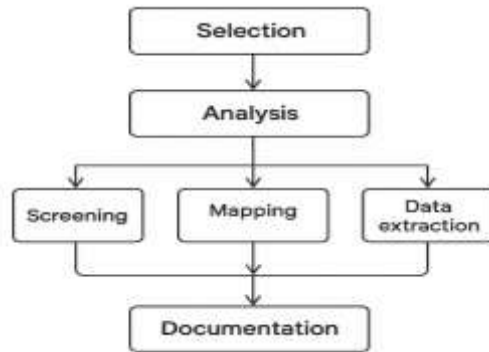 Selection
Analysis
Screening
Mapping
Data
extraction
Documentation